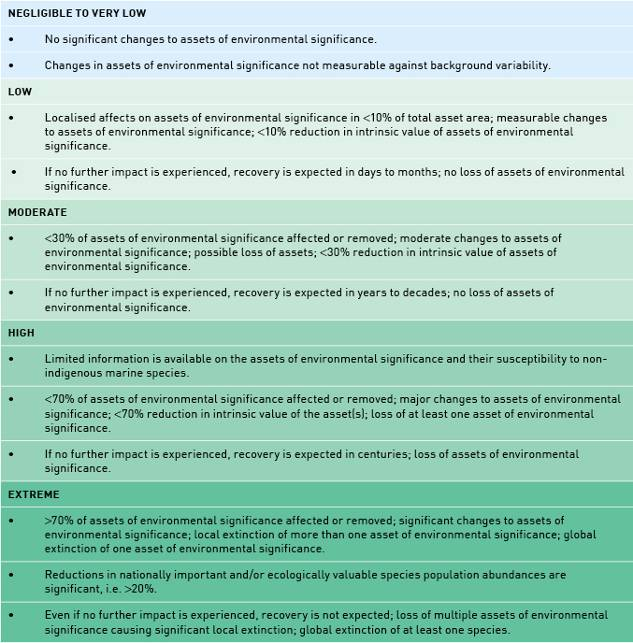 NEGLIGIBLE TO VERY LOW
• No significant changes to assets of environmental significance.
• Changes in assets of environmental significance not measurable against background variability.
LOW
• Localised affects on assets of environmental significance in <10% of total asset area; measurable changes
to assets of environmental significance; <10% reduction in intrinsic value of assets of environmental
significance.
• If no further impact is experienced, recovery is expected in days to months; no loss of assets of environmental
significance.
MODERATE
• <30% of assets of environmental significance affected or removed; moderate changes to assets of
environmental significance; possible loss of assets; <30% reduction in intrinsic value of assets of
environmental significance.
• If no further impact is experienced, recovery is expected in years to decades; no loss of assets of
environmental significance.
HIGH
• Limited information is available on the assets of environmental significance and their susceptibility to non-
indigenous marine species.
• <70% of assets of environmental significance affected or removed; major changes to assets of environmental
significance; <70% reduction in intrinsic value of the asset(s); loss of at least one asset of environmental
significance.
• If no further impact is experienced, recovery is expected in centuries; loss of assets of environmental
significance.
EXTREME
• >70% of assets of environmental significance affected or removed; significant changes to assets of
environmental significance; local extinction of more than one asset of environmental significance; global
extinction of one asset of environmental significance.
• Reductions in nationally important and/or ecologically valuable species population abundances are
significant, i.e. >20%.
• Even if no further impact is experienced, recovery is not expected; loss of multiple assets of environmental
significance causing significant local extinction; global extinction of at least one species.